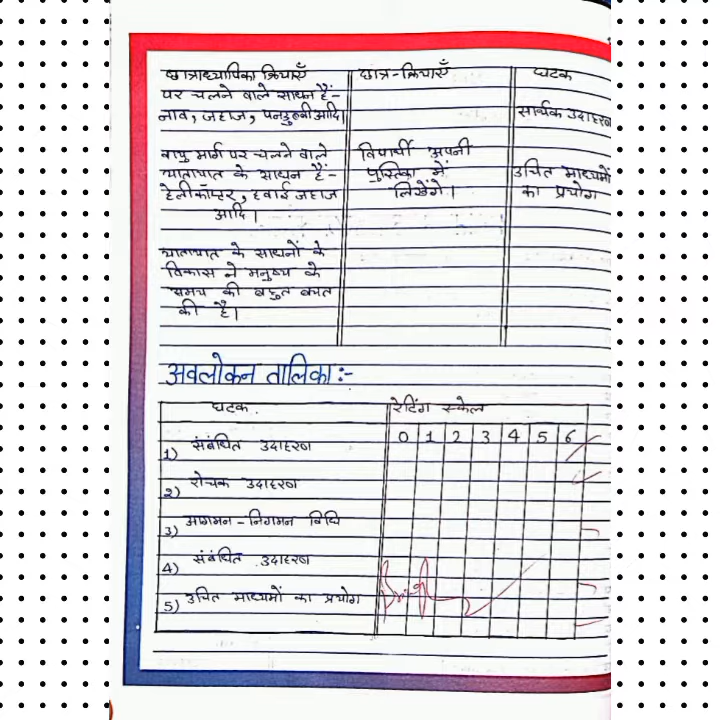 छात्राध्यापिका क्रियाएँ
पर चलने वाले साधन हैं-
नाव, जहाज, पनडुब्बी आदि।
वायु मार्ग पर चलने वाले
यातायात के साधन हैं-
हेलीकॉप्टर, हवाई जहाज
आदि।
यातायात के साधनों के
विकास ने मनुष्य के
समय की बहुत बचत
की है।
छात्र-क्रियाएँ
विद्यार्थी अपनी
पुस्तिका में
लिखेंगे।
घटक
सार्थक उदाहरण
उचित माध्यमों
का प्रयोग
अवलोकन तालिका:-
घटक. रेटिंग स्केल
0 1 2 3 4 5 6
1) संबंधित उदाहरण
2) रोचक उदाहरण
3) आगमन-निगमन विधि
4) संबंधित उदाहरण
5) उचित माध्यमों का प्रयोग